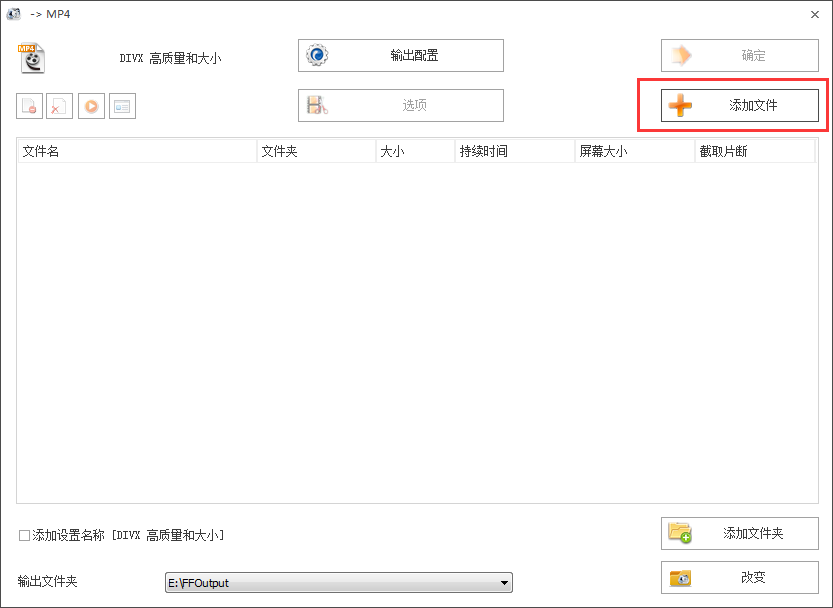 -> MP4
MP4
DIVX 高质量和大小
输出配置
确定
选项
添加文件
文件名 文件夹 大小 持续时间 屏幕大小 截取片断
添加设置名称 [DIVX 高质量和大小]
添加文件夹
输出文件夹
E:\FFOutput
改变